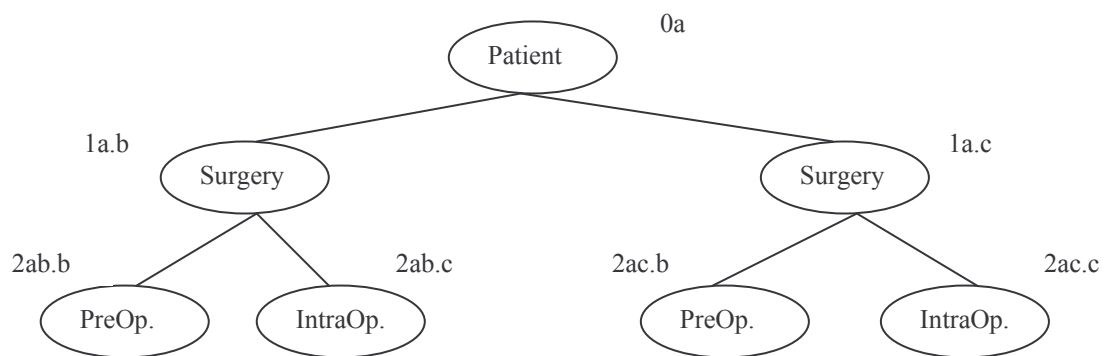 0a
Patient
1a.b
1a.c
Surgery
Surgery
2ab.b
2ab.c
2ac.b
2ac.c
PreOp.
IntraOp.
PreOp.
IntraOp.